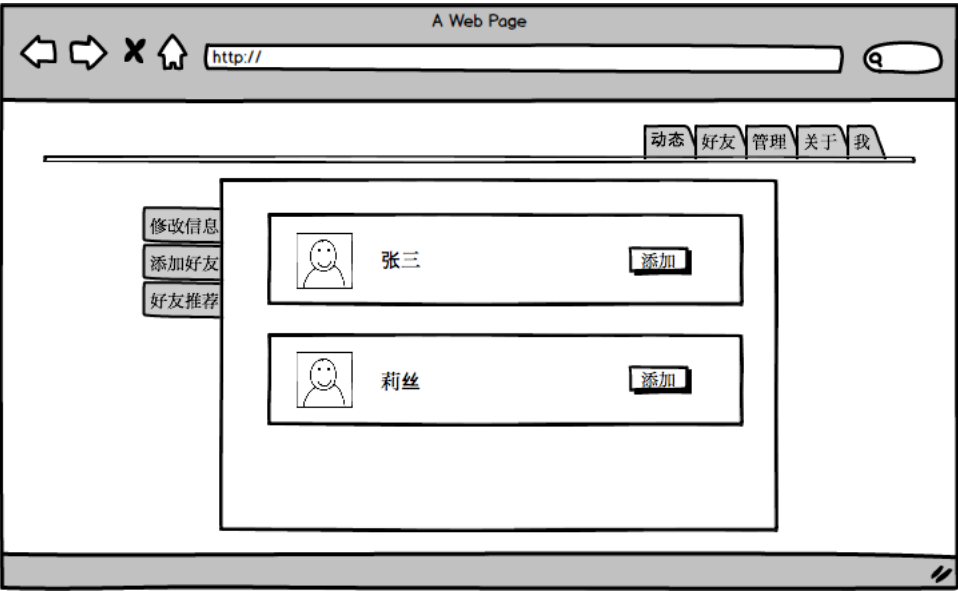 A Web Page
http://
动态 好友 管理 关于 我
修改信息
添加好友
好友推荐
张三 添加
莉丝 添加